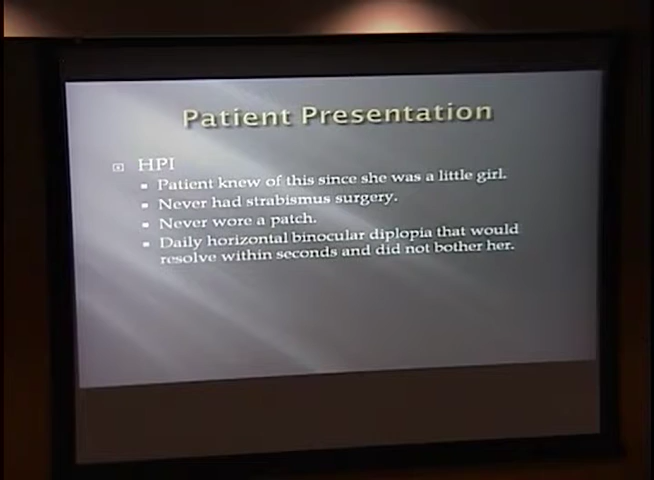 Patient Presentation
HPI
Patient knew of this since she was a little girl.
Never had strabismus surgery.
Never wore a patch.
Daily horizontal binocular diplopia that would
resolve within seconds and did not bother her.